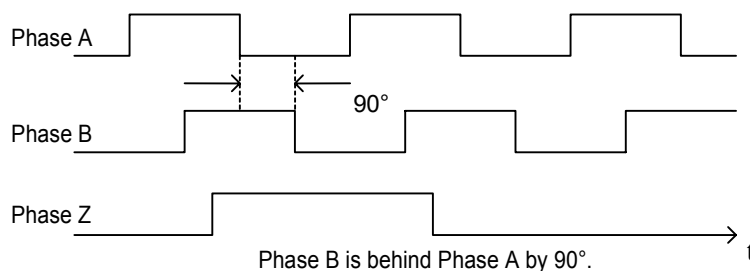 Phase A
90°
Phase B
Phase Z
t
Phase B is behind Phase A by 90°.